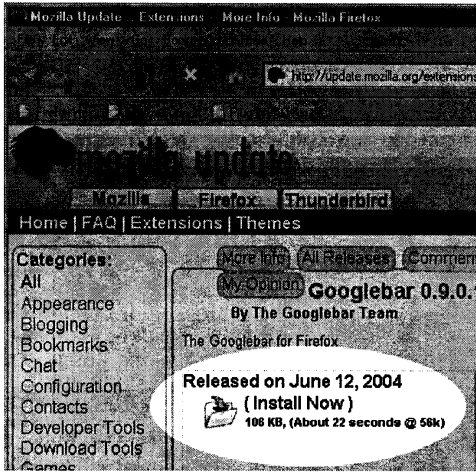 Mozilla Update :: Extensions - More Info - Mozilla Firefox
http://update.mozilla.org/extensions
mozilla update
Mozilla Firefox Thunderbird
Home | FAQ | Extensions | Themes
Categories:
All
Appearance
Blogging
Bookmarks
Chat
Configuration
Contacts
Developer Tools
Download Tools
Games
More Info All Releases Commen
My Opinion
Googlebar 0.9.0.
By The Googlebar Team
The Googlebar for Firefox
Released on June 12, 2004
( Install Now )
106 KB, (About 22 seconds @ 56k)